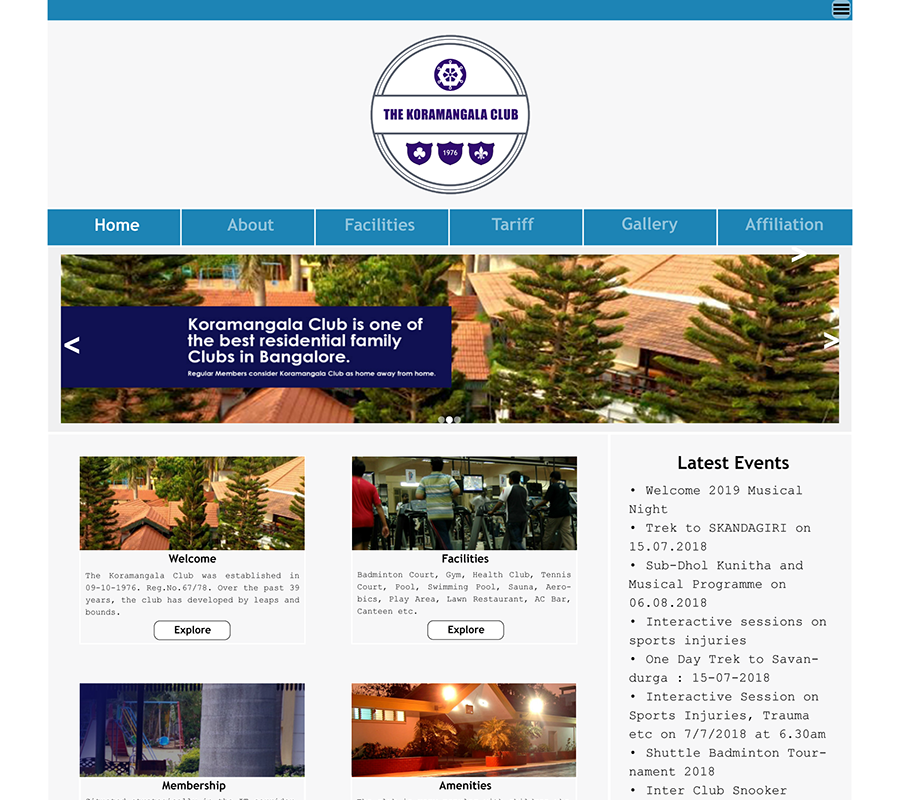 THE KORAMANGALA CLUB
1976
Home
About
Facilities
Tariff
Gallery
Affiliation
>
Koramangala Club is one of
the best residential family
Clubs in Bangalore.
Regular Members consider Koramangala Club as home away from home.
<
>
Welcome
The Koramangala Club was established in
09-10-1976. Reg.No.67/78. Over the past 39
years, the club has developed by leaps and
bounds.
Explore
Facilities
Badminton Court, Gym, Health Club, Tennis
Court, Pool, Swimming Pool, Sauna, Aero-
bics, Play Area, Lawn Restaurant, AC Bar,
Canteen etc.
Explore
Membership
Amenities
Latest Events
• Welcome 2019 Musical
Night
• Trek to SKANDAGIRI on
15.07.2018
• Sub-Dhol Kunitha and
Musical Programme on
06.08.2018
• Interactive sessions on
sports injuries
• One Day Trek to Savan-
durga : 15-07-2018
• Interactive Session on
Sports Injuries, Trauma
etc on 7/7/2018 at 6.30am
• Shuttle Badminton Tour-
nament 2018
• Inter Club Snooker